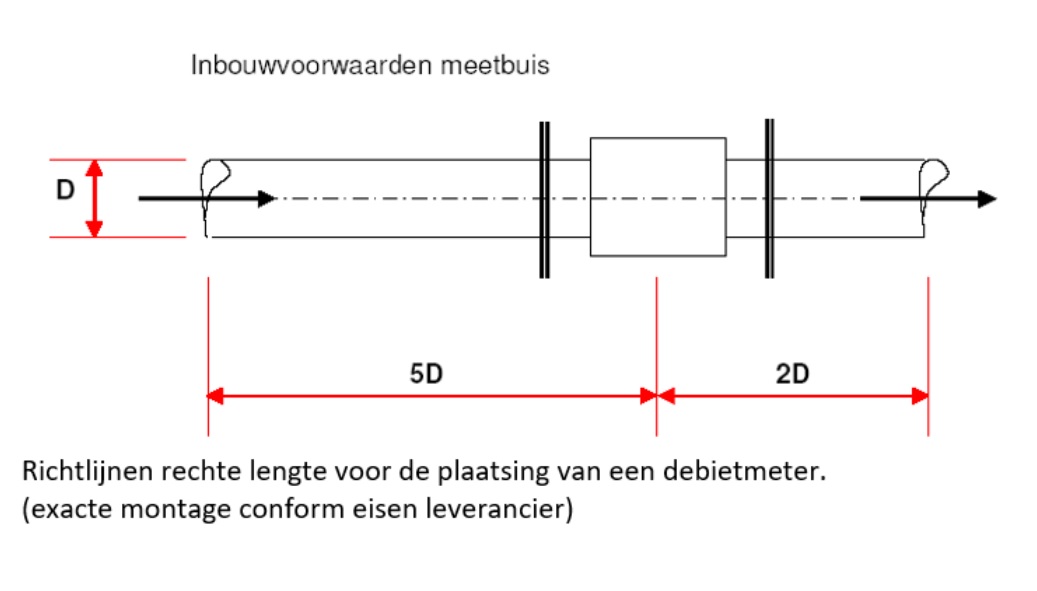 Inbouwvoorwaarden meetbuis
D
5D
2D
Richtlijnen rechte lengte voor de plaatsing van een debietmeter.
(exacte montage conform eisen leverancier)